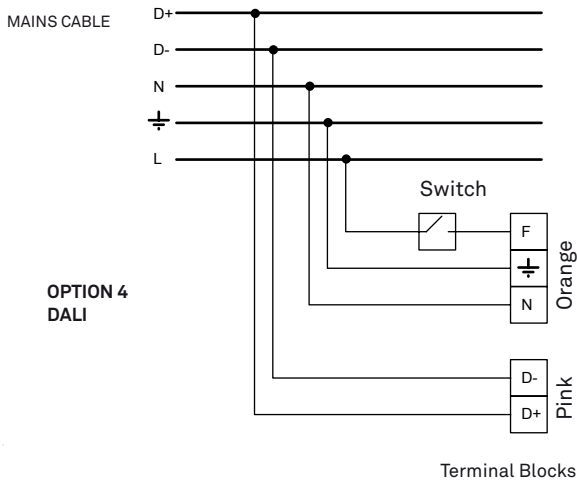 MAINS CABLE
D+
D-
N
L
Switch
F
N
Orange
OPTION 4
DALI
D-
D+
Pink
Terminal Blocks